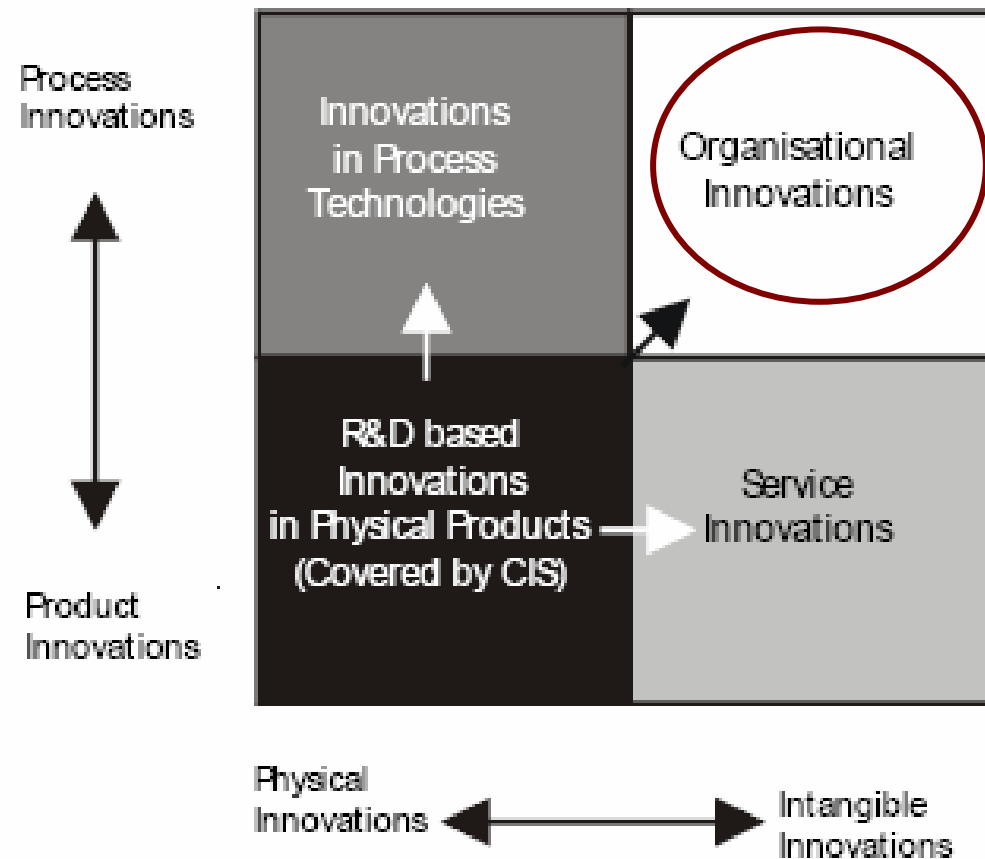 Process
Innovations
Innovations
in Process
Technologies
Organisational
Innovations
R&D based
Innovations
in Physical Products
(Covered by CIS)
Service
Innovations
Product
Innovations
Physical
Innovations
Intangible
Innovations